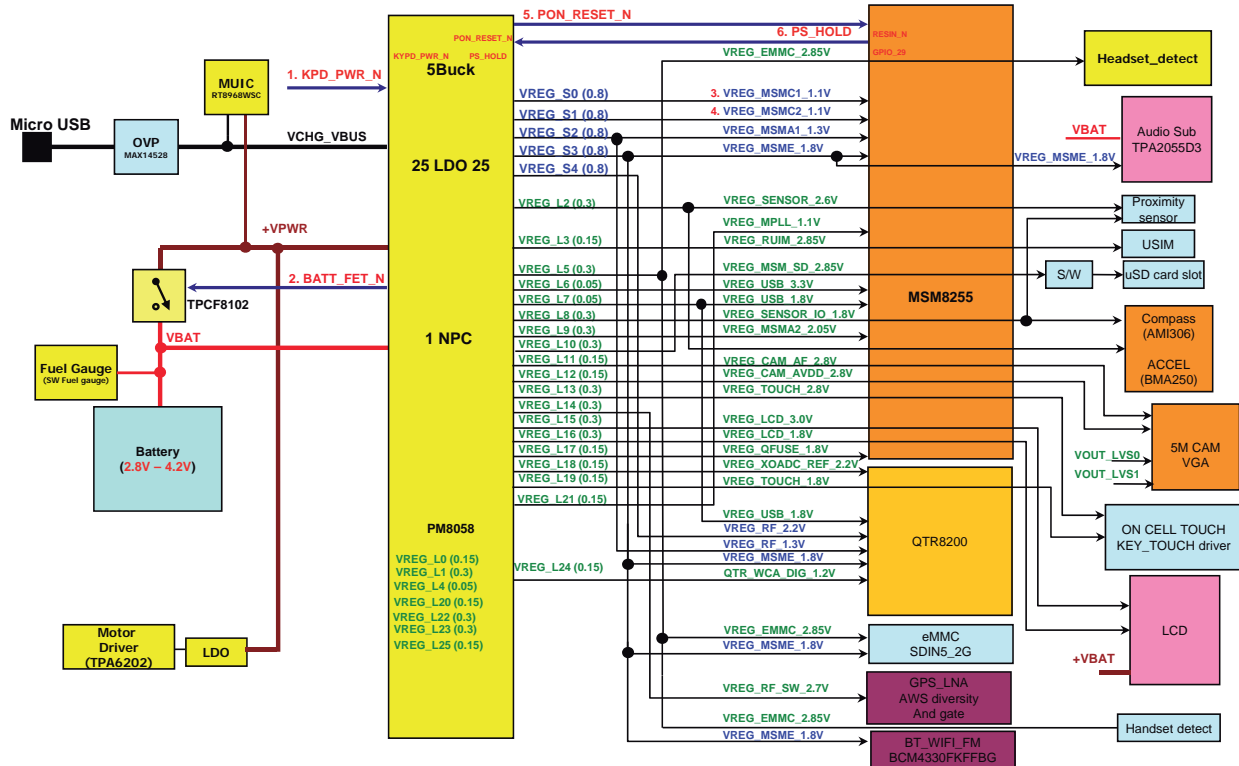 5. PON_RESET_N
6. PS_HOLD
PON_RESET_N
RESIN_N
KYPD_PWR_N
PS_HOLD
GPIO_29
5Buck
VREG_EMMC_2.85V
Headset_detect
MUIC
RT8968WSC
1. KPD_PWR_N
Micro USB
OVP
MAX14528
VCHG_VBUS
VREG_S0 (0.8)
3. VREG_MSMC1_1.1V
VREG_S1 (0.8)
4. VREG_MSMC2_1.1V
VREG_S2 (0.8)
VREG_MSMA1_1.3V
VREG_S3 (0.8)
VREG_MSME_1.8V
VREG_S4 (0.8)
VBAT
Audio Sub
TPA2055D3
VREG_MSME_1.8V
25 LDO 25
VREG_L2 (0.3)
VREG_SENSOR_2.6V
Proximity
sensor
VREG_MPLL_1.1V
+VPWR
VREG_L3 (0.15)
VREG_RUIM_2.85V
USIM
VREG_L5 (0.3)
VREG_MSM_SD_2.85V
S/W
uSD card slot
2. BATT_FET_N
VREG_L6 (0.05)
VREG_USB_3.3V
VREG_L7 (0.05)
VREG_USB_1.8V
MSM8255
TPCF8102
VREG_L8 (0.3)
VREG_SENSOR_IO_1.8V
Compass
(AMI306)
ACCEL
(BMA250)
VREG_L9 (0.3)
VREG_MSMA2_2.05V
VBAT
1 NPC
VREG_L10 (0.3)
VREG_L11 (0.15)
VREG_CAM_AF_2.8V
VREG_L12 (0.15)
VREG_CAM_AVDD_2.8V
Fuel Gauge
(SW Fuel gauge)
VREG_L13 (0.3)
VREG_TOUCH_2.8V
VREG_L14 (0.3)
VREG_L15 (0.3)
VREG_LCD_3.0V
VREG_L16 (0.3)
VREG_LCD_1.8V
VREG_L17 (0.15)
VREG_QFUSE_1.8V
VREG_L18 (0.15)
VREG_XOADC_REF_2.2V
VREG_L19 (0.15)
VREG_TOUCH_1.8V
VREG_L21 (0.15)
5M CAM
VGA
VOUT_LVS0
VOUT_LVS1
Battery
(2.8V – 4.2V)
PM8058
VREG_USB_1.8V
VREG_RF_2.2V
VREG_RF_1.3V
VREG_MSME_1.8V
QTR8200
ON CELL TOUCH
KEY_TOUCH driver
VREG_L24 (0.15)
QTR_WCA_DIG_1.2V
VREG_L0 (0.15)
VREG_L1 (0.3)
VREG_L4 (0.05)
VREG_L20 (0.15)
VREG_L22 (0.3)
VREG_L23 (0.3)
VREG_L25 (0.15)
Motor
Driver
(TPA6202)
LDO
VREG_EMMC_2.85V
VREG_MSME_1.8V
eMMC
SDIN5_2G
LCD
+VBAT
VREG_RF_SW_2.7V
GPS_LNA
AWS diversity
And gate
VREG_EMMC_2.85V
Handset detect
VREG_MSME_1.8V
BT_WIFI_FM
BCM4330FKFFBG